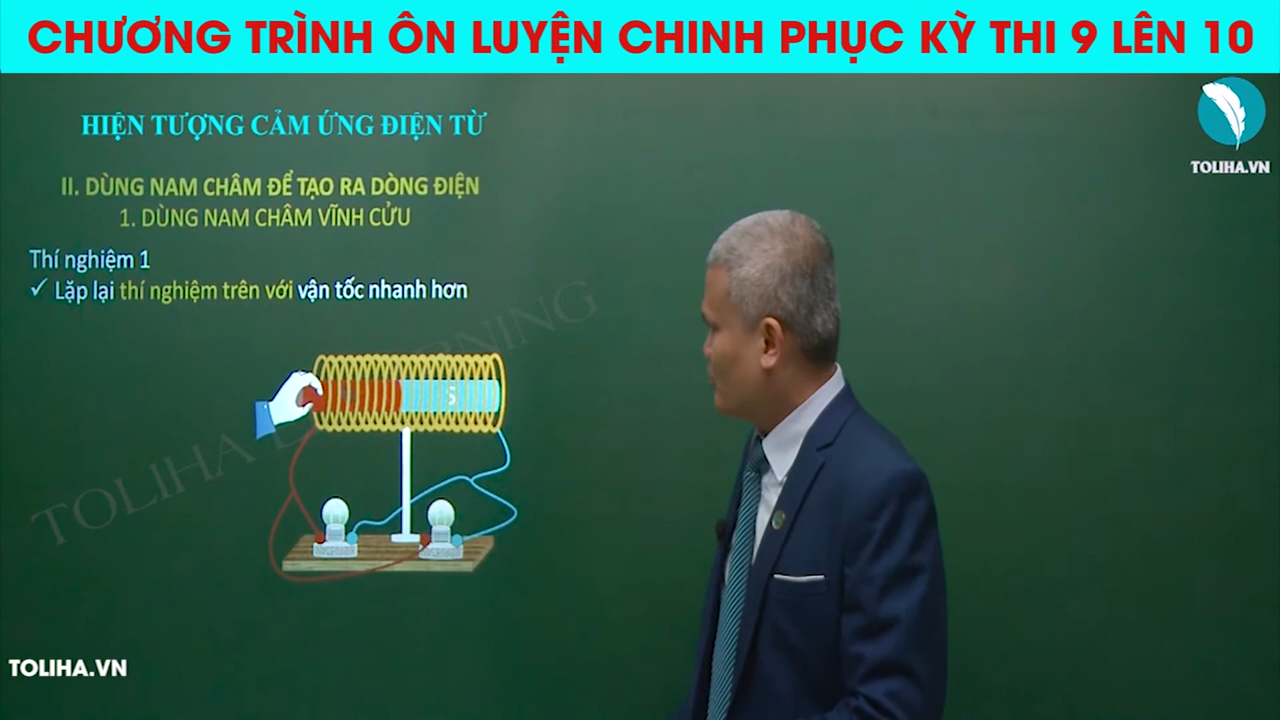 CHƯƠNG TRÌNH ÔN LUYỆN CHINH PHỤC KỲ THI 9 LÊN 10
HIỆN TƯỢNG CẢM ỨNG ĐIỆN TỪ
TOLIHA.VN
II. DÙNG NAM CHÂM ĐỂ TẠO RA DÒNG ĐIỆN
1. DÙNG NAM CHÂM VĨNH CỬU
Thí nghiệm 1
✓ Lặp lại thí nghiệm trên với vận tốc nhanh hơn
TOLIHA LEARNING
S
TOLIHA.VN